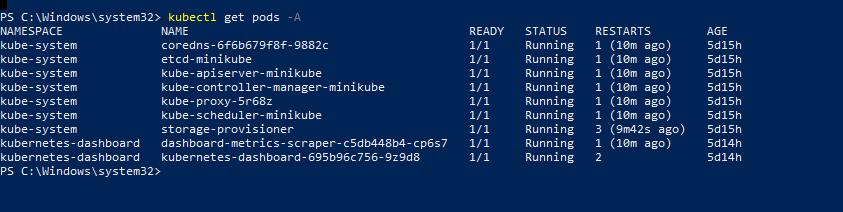 PS C:\Windows\system32> kubectl get pods -A
NAMESPACE NAME READY STATUS RESTARTS AGE
kube-system coredns-6f6b679f8f-9882c 1/1 Running 1 (10m ago) 5d15h
kube-system etcd-minikube 1/1 Running 1 (10m ago) 5d15h
kube-system kube-apiserver-minikube 1/1 Running 1 (10m ago) 5d15h
kube-system kube-controller-manager-minikube 1/1 Running 1 (10m ago) 5d15h
kube-system kube-proxy-5r68z 1/1 Running 1 (10m ago) 5d15h
kube-system kube-scheduler-minikube 1/1 Running 1 (10m ago) 5d15h
kube-system storage-provisioner 1/1 Running 3 (9m42s ago) 5d15h
kubernetes-dashboard dashboard-metrics-scraper-c5db448b4-cp6s7 1/1 Running 1 (10m ago) 5d14h
kubernetes-dashboard kubernetes-dashboard-695b96c756-9z9d8 1/1 Running 2 5d14h
PS C:\Windows\system32>